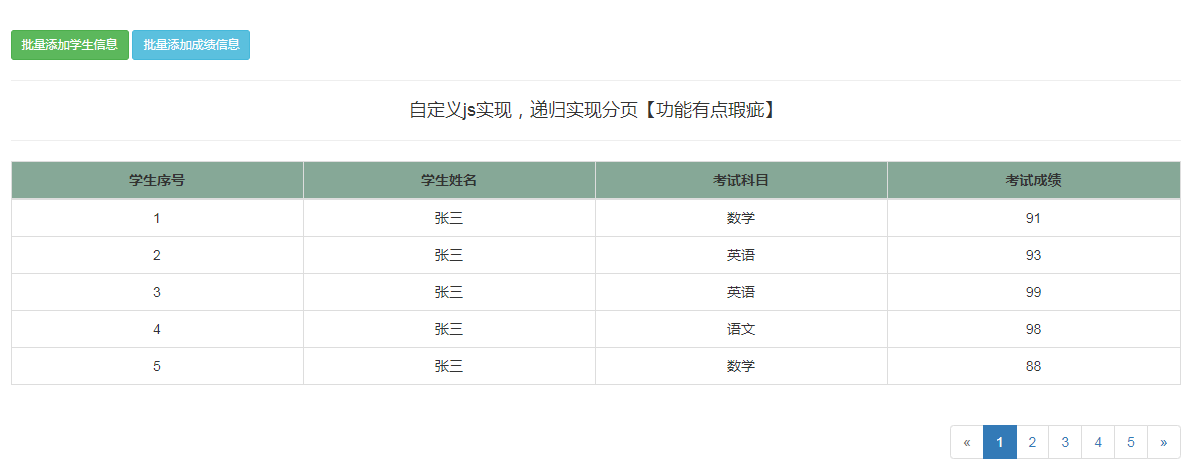 批量添加学生信息 批量添加成绩信息
自定义js实现，递归实现分页【功能有点瑕疵】
学生序号 学生姓名 考试科目 考试成绩
1 张三 数学 91
2 张三 英语 93
3 张三 英语 99
4 张三 语文 98
5 张三 数学 88
« 1 2 3 4 5 »